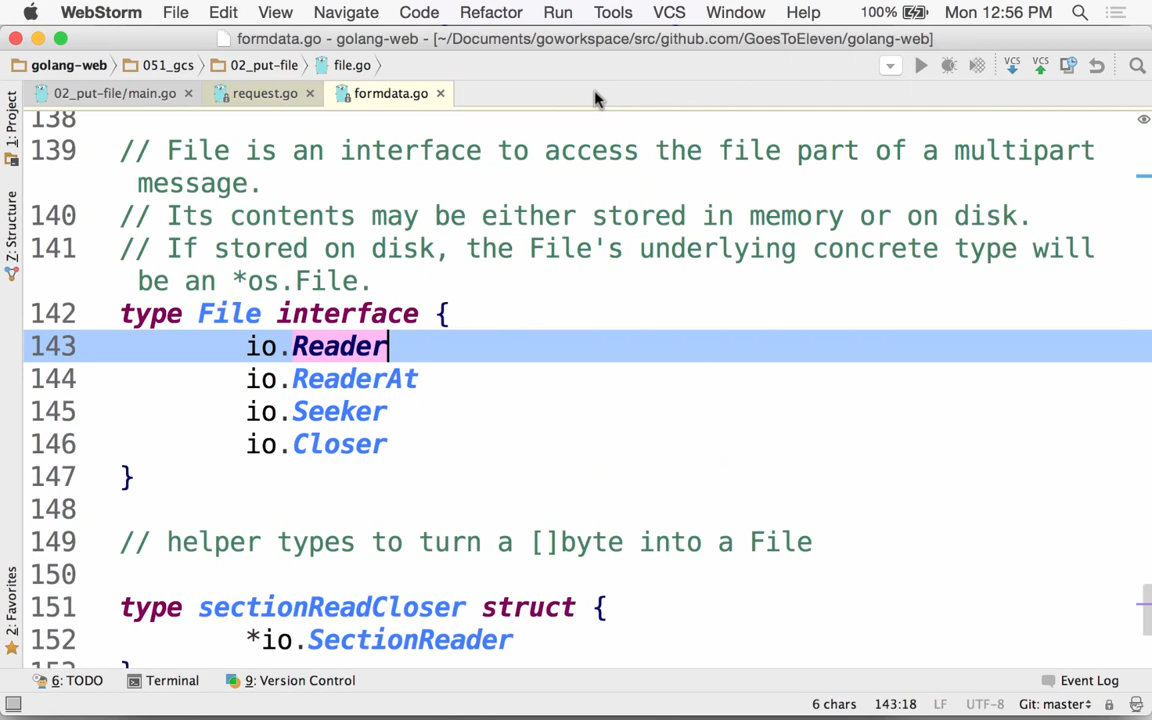 WebStorm File Edit View Navigate Code Refactor Run Tools VCS Window Help 100% Mon 12:56 PM
formdata.go - golang-web - [~/Documents/goworkspace/src/github.com/GoesToEleven/golang-web]
golang-web 051_gcs 02_put-file file.go VCS VCS
02_put-file/main.go request.go formdata.go
1: Project
Z: Structure
2: Favorites
138
139 // File is an interface to access the file part of a multipart
message.
140 // Its contents may be either stored in memory or on disk.
141 // If stored on disk, the File's underlying concrete type will
be an *os.File.
142 type File interface {
143 io.Reader
144 io.ReaderAt
145 io.Seeker
146 io.Closer
147 }
148
149 // helper types to turn a []byte into a File
150
151 type sectionReadCloser struct {
152 *io.SectionReader
153 }
6: TODO Terminal 9: Version Control Event Log
6 chars 143:18 LF UTF-8 Git: master